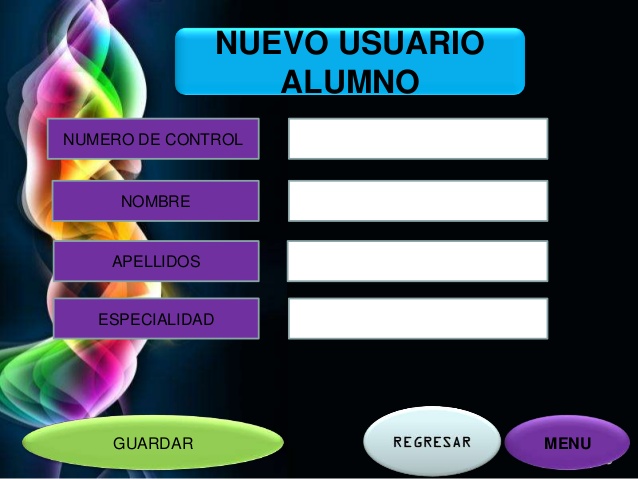 NUEVO USUARIO
ALUMNO
NUMERO DE CONTROL
NOMBRE
APELLIDOS
ESPECIALIDAD
GUARDAR
REGRESAR
MENU